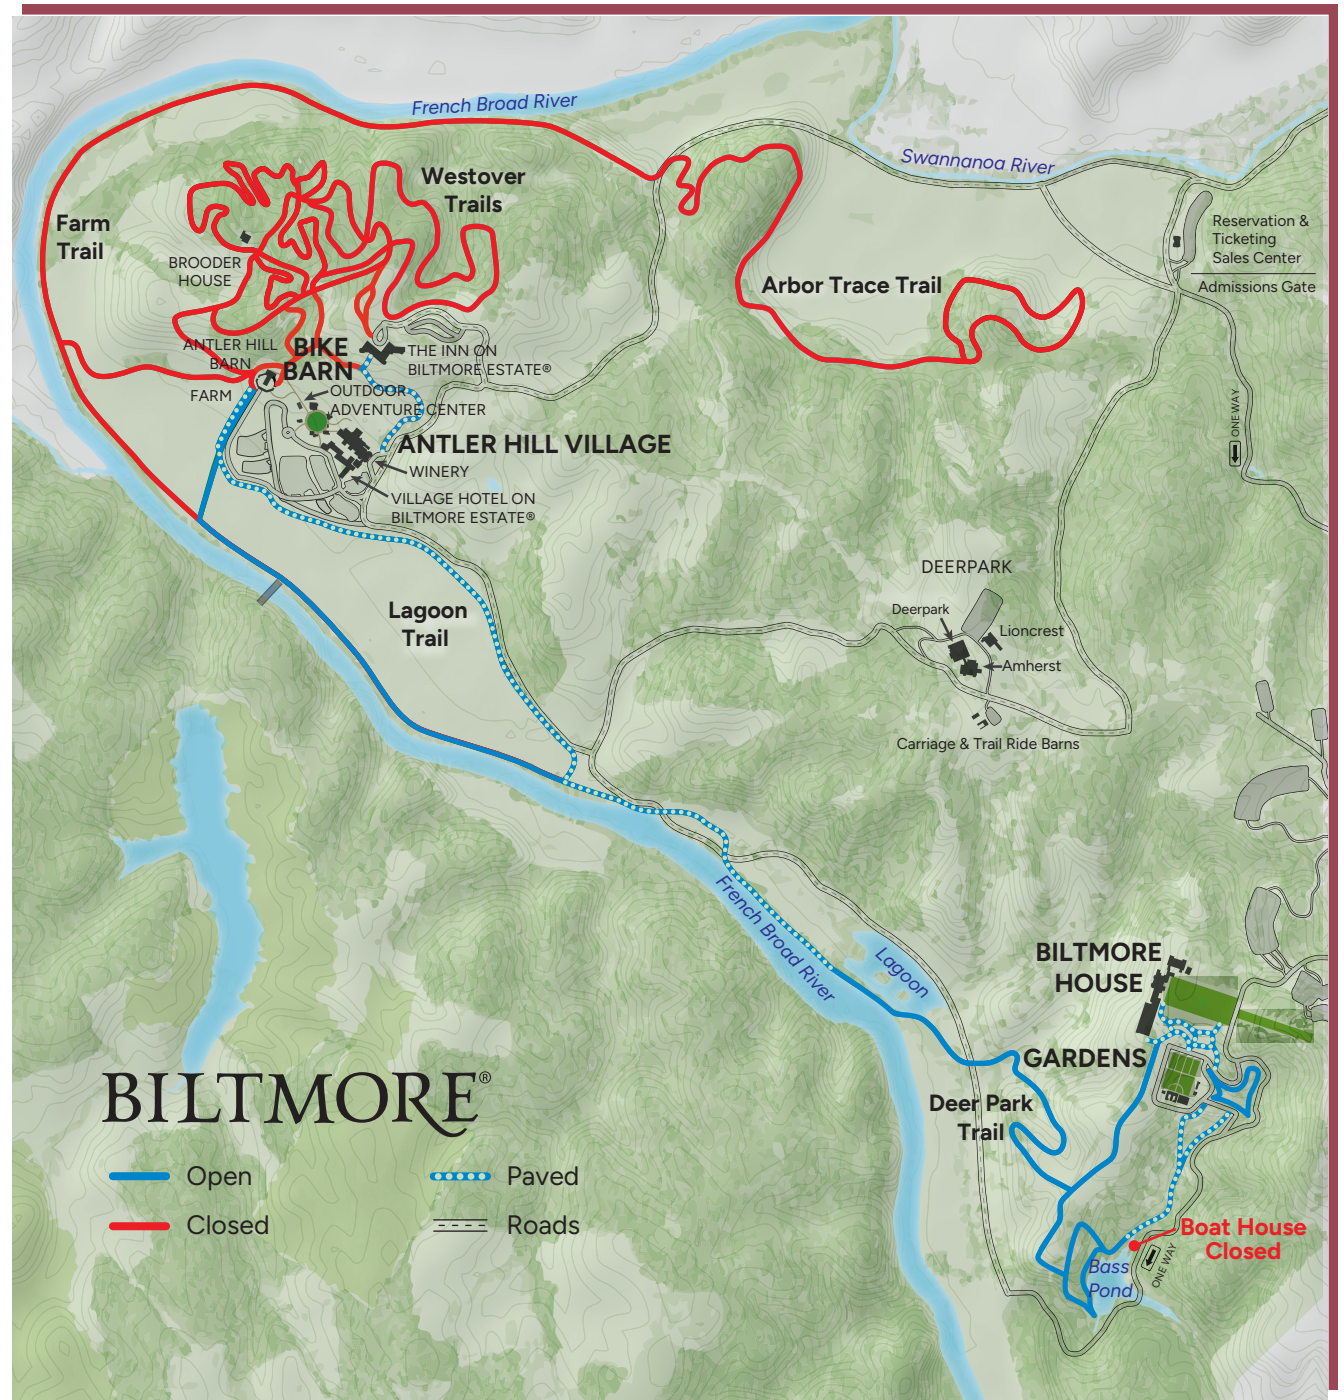 French Broad River
Swannanoa River
Westover
Trails
Farm
Trail
Reservation &
Ticketing
Sales Center
Admissions Gate
BROODER
HOUSE
Arbor Trace Trail
ANTLER HILL
BARN
BIKE
BARN
THE INN ON
BILTMORE ESTATE®
FARM
OUTDOOR
ADVENTURE CENTER
ONE WAY
ANTLER HILL VILLAGE
WINERY
VILLAGE HOTEL ON
BILTMORE ESTATE®
DEERPARK
Deerpark
Lioncrest
Amherst
Carriage & Trail Ride Barns
Lagoon
Trail
French Broad River
Lagoon
BILTMORE
HOUSE
GARDENS
Deer Park
Trail
BILTMORE®
Open
Paved
Closed
Roads
Boat House
Closed
Bass
Pond
ONE WAY